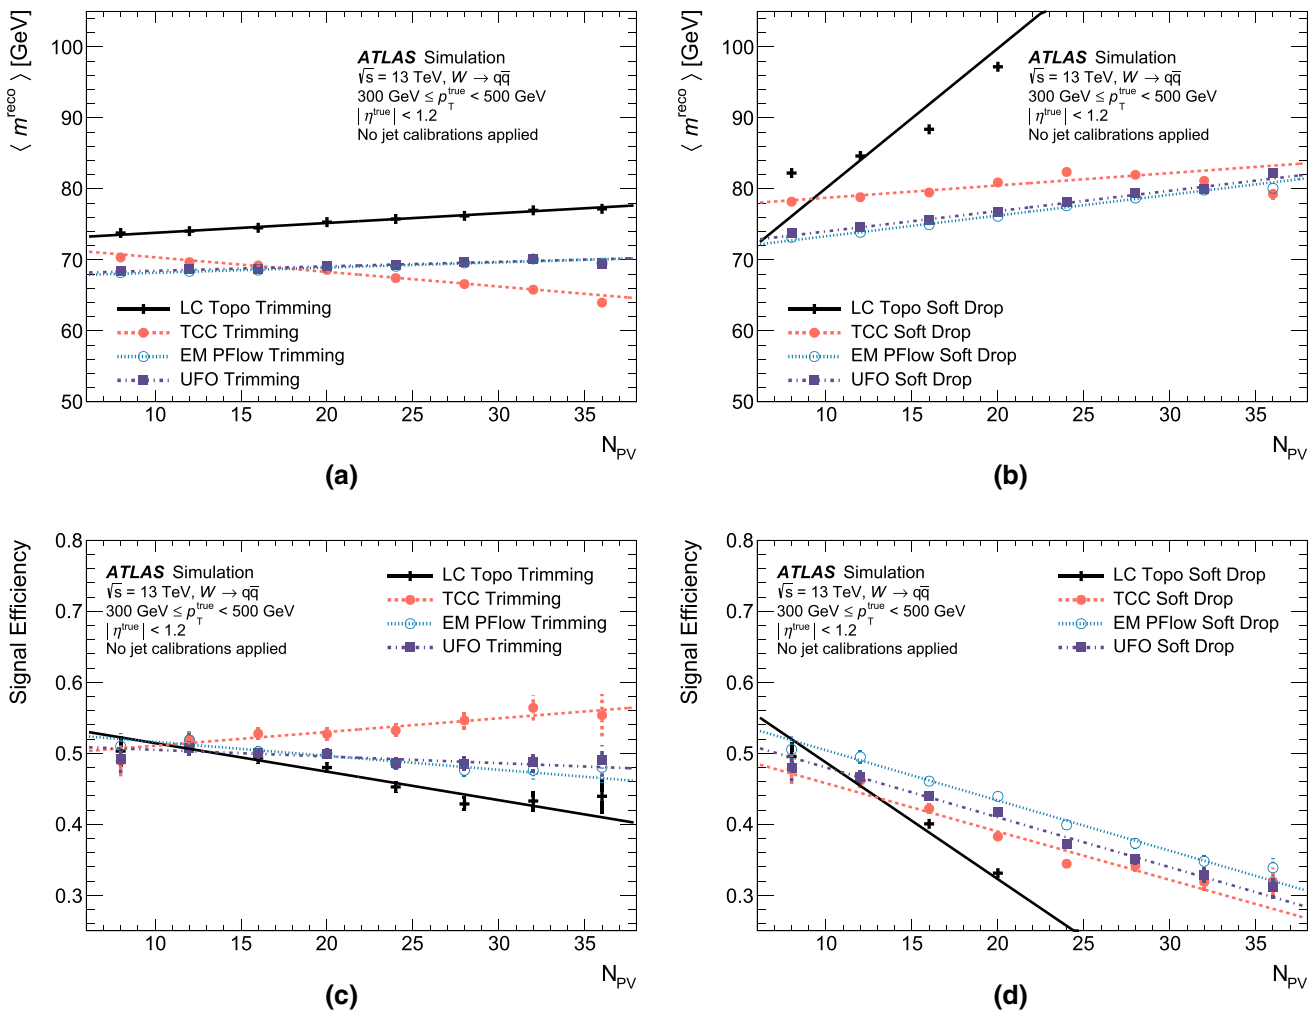 ⟨ m^reco ⟩ [GeV]
100
90
80
70
60
50
ATLAS Simulation
√s = 13 TeV, W → qq̅
300 GeV ≤ p_T^true < 500 GeV
|η^true| < 1.2
No jet calibrations applied
LC Topo Trimming
TCC Trimming
EM PFlow Trimming
UFO Trimming
10 15 20 25 30 35
N_PV
(a)
⟨ m^reco ⟩ [GeV]
100
90
80
70
60
50
ATLAS Simulation
√s = 13 TeV, W → qq̅
300 GeV ≤ p_T^true < 500 GeV
|η^true| < 1.2
No jet calibrations applied
LC Topo Soft Drop
TCC Soft Drop
EM PFlow Soft Drop
UFO Soft Drop
10 15 20 25 30 35
N_PV
(b)
Signal Efficiency
0.8
0.7
0.6
0.5
0.4
0.3
ATLAS Simulation
√s = 13 TeV, W → qq̅
300 GeV ≤ p_T^true < 500 GeV
|η^true| < 1.2
No jet calibrations applied
LC Topo Trimming
TCC Trimming
EM PFlow Trimming
UFO Trimming
10 15 20 25 30 35
N_PV
(c)
Signal Efficiency
0.8
0.7
0.6
0.5
0.4
0.3
ATLAS Simulation
√s = 13 TeV, W → qq̅
300 GeV ≤ p_T^true < 500 GeV
|η^true| < 1.2
No jet calibrations applied
LC Topo Soft Drop
TCC Soft Drop
EM PFlow Soft Drop
UFO Soft Drop
10 15 20 25 30 35
N_PV
(d)